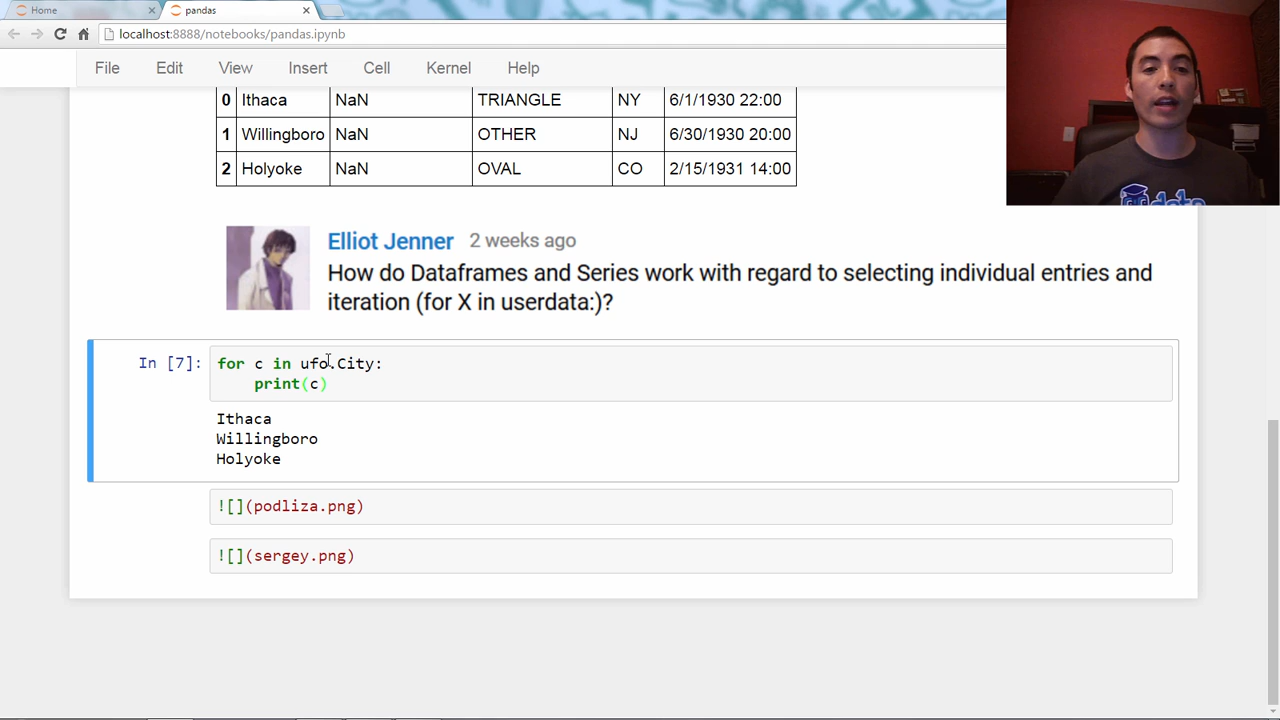 Home
pandas
localhost:8888/notebooks/pandas.ipynb
File Edit View Insert Cell Kernel Help
0 Ithaca NaN TRIANGLE NY 6/1/1930 22:00
1 Willingboro NaN OTHER NJ 6/30/1930 20:00
2 Holyoke NaN OVAL CO 2/15/1931 14:00
Elliot Jenner 2 weeks ago
How do Dataframes and Series work with regard to selecting individual entries and
iteration (for X in userdata:)?
In [7]: for c in ufo.City:
print(c)
Ithaca
Willingboro
Holyoke
![](podliza.png)
![](sergey.png)